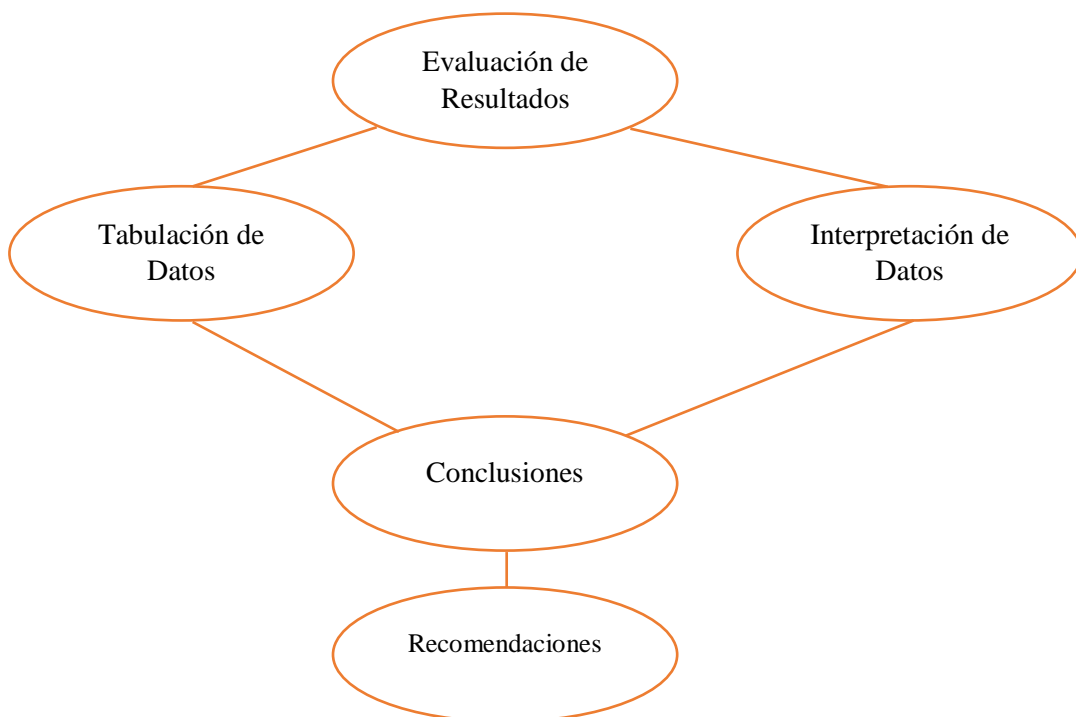 Evaluación de
Resultados
Tabulación de
Datos
Interpretación de
Datos
Conclusiones
Recomendaciones